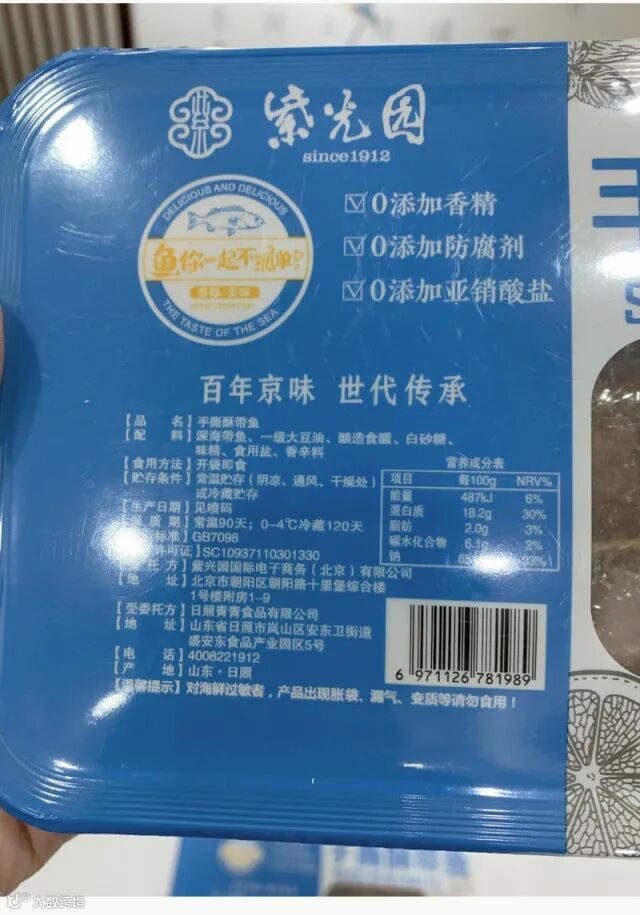 紫光园
since1912
DELICIOUS AND DELICIOUS
鱼你一起不孤单!
THE TASTE OF THE SEA
☑0添加香精
☑0添加防腐剂
☑0添加亚销酸盐
百年京味 世代传承
【品 名】手撕酥带鱼
【配 料】深海带鱼、一级大豆油、酿造食醋、白砂糖、
味精、食用盐、香辛料
【食用方法】开袋即食
【贮存条件】常温贮存（阴凉、通风、干燥处）
或冷藏贮存
【生产日期】见喷码
质 期】常温90天；0-4℃冷藏120天
标准】GB7098
许可证】SC10937110301330
托方】紫兴园国际电子商务（北京）有限公司
【地 址】北京市朝阳区朝阳路十里堡综合楼
1号楼附房1-9
【受委托方】日照青青食品有限公司
【地 址】山东省日照市岚山区安东卫街道
盛安东食品产业园区5号
【电 话】4008221912
【产 地】山东·日照
【温馨提示】对海鲜过敏者，产品出现胀袋、漏气、变质等请勿食用！
营养成分表
项目 每100g NRV%
能量 487kJ 6%
蛋白质 18.2g 30%
脂肪 2.0g 3%
碳水化合物 6.1g 2%
钠
6 971126 781989
大数跨境